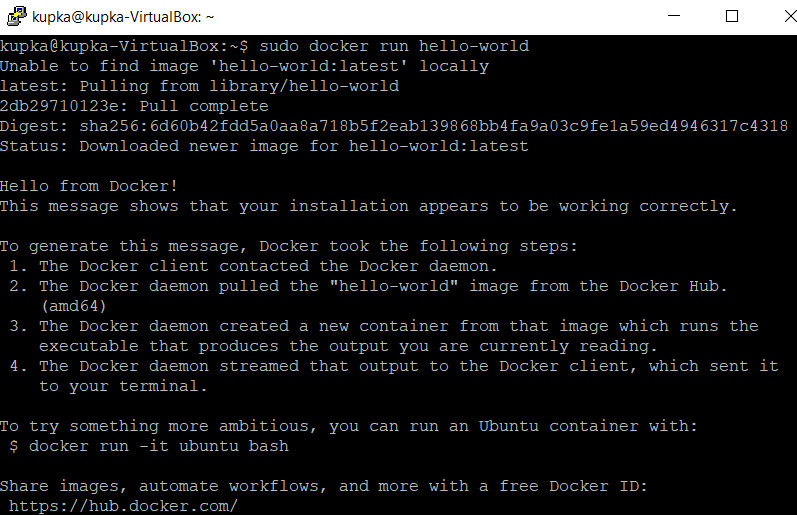 kupka@kupka-VirtualBox: ~
kupka@kupka-VirtualBox:~$ sudo docker run hello-world
Unable to find image 'hello-world:latest' locally
latest: Pulling from library/hello-world
2db29710123e: Pull complete
Digest: sha256:6d60b42fdd5a0aa8a718b5f2eab139868bb4fa9a03c9fe1a59ed4946317c4318
Status: Downloaded newer image for hello-world:latest

Hello from Docker!
This message shows that your installation appears to be working correctly.

To generate this message, Docker took the following steps:
 1. The Docker client contacted the Docker daemon.
 2. The Docker daemon pulled the "hello-world" image from the Docker Hub.
    (amd64)
 3. The Docker daemon created a new container from that image which runs the
    executable that produces the output you are currently reading.
 4. The Docker daemon streamed that output to the Docker client, which sent it
    to your terminal.

To try something more ambitious, you can run an Ubuntu container with:
 $ docker run -it ubuntu bash

Share images, automate workflows, and more with a free Docker ID:
 https://hub.docker.com/